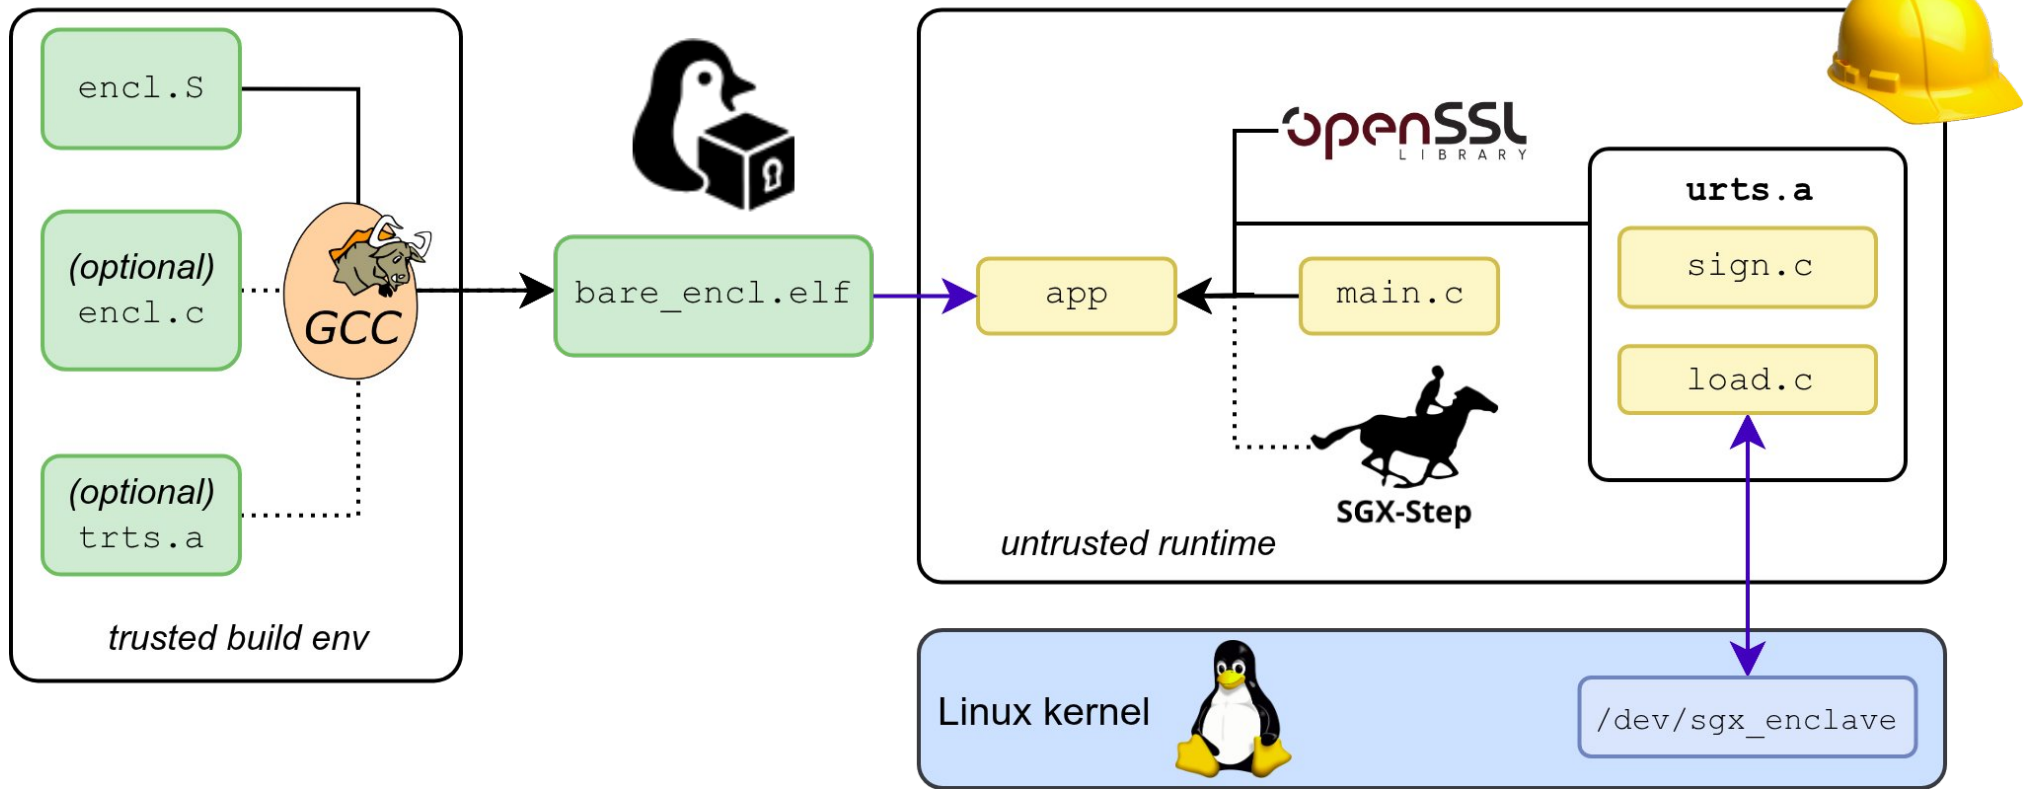 encl.S
(optional)
encl.c
GCC
(optional)
trts.a
trusted build env
bare_encl.elf
openSSL
LIBRARY
urts.a
sign.c
app
main.c
load.c
SGX-Step
untrusted runtime
Linux kernel
/dev/sgx_enclave